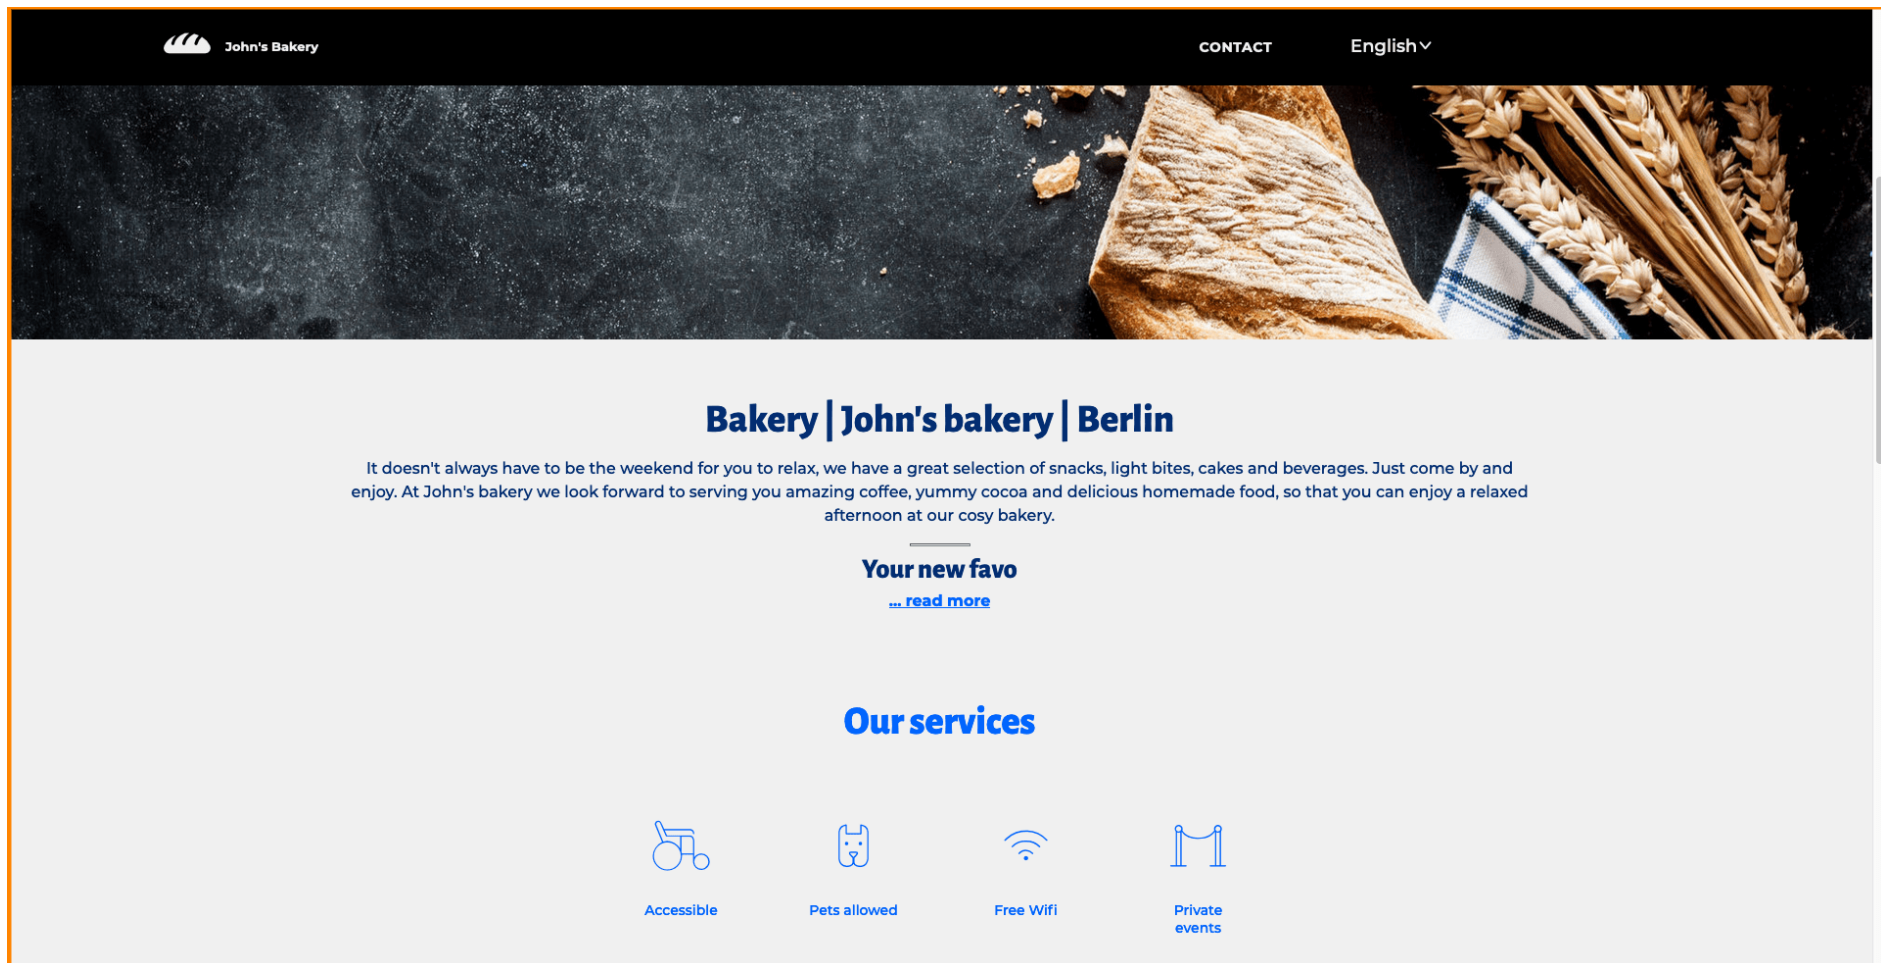 John's Bakery
CONTACT
English
Bakery | John's bakery | Berlin
It doesn't always have to be the weekend for you to relax, we have a great selection of snacks, light bites, cakes and beverages. Just come by and
enjoy. At John's bakery we look forward to serving you amazing coffee, yummy cocoa and delicious homemade food, so that you can enjoy a relaxed
afternoon at our cosy bakery.
Your new favo
... read more
Our services
Accessible
Pets allowed
Free Wifi
Private
events